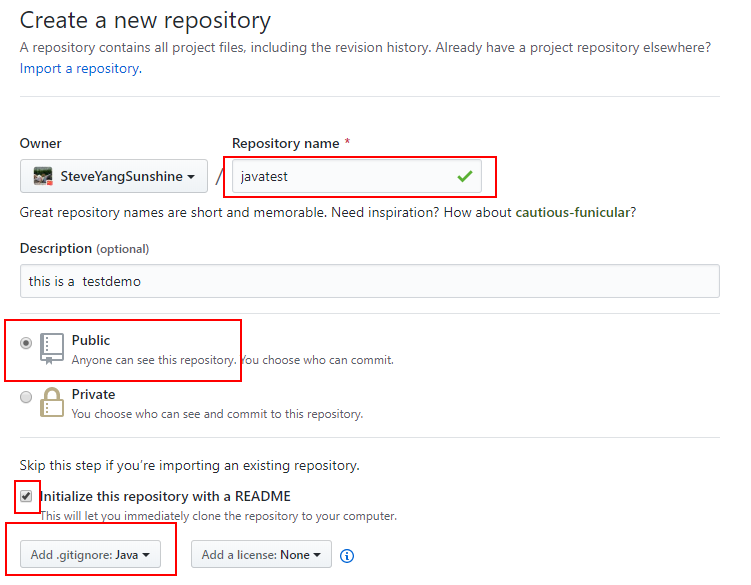 Create a new repository
A repository contains all project files, including the revision history. Already have a project repository elsewhere?
Import a repository.
Owner
Repository name *
SteveYangSunshine
/
javatest
Great repository names are short and memorable. Need inspiration? How about cautious-funicular?
Description (optional)
this is a  testdemo
Public
Anyone can see this repository. You choose who can commit.
Private
You choose who can see and commit to this repository.
Skip this step if you’re importing an existing repository.
Initialize this repository with a README
This will let you immediately clone the repository to your computer.
Add .gitignore: Java
Add a license: None